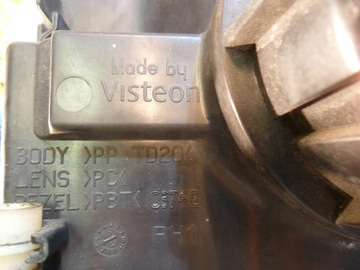 Made by
Visteon
BODY >PP TD20<
LENS >PC<
BEZEL >PBT<